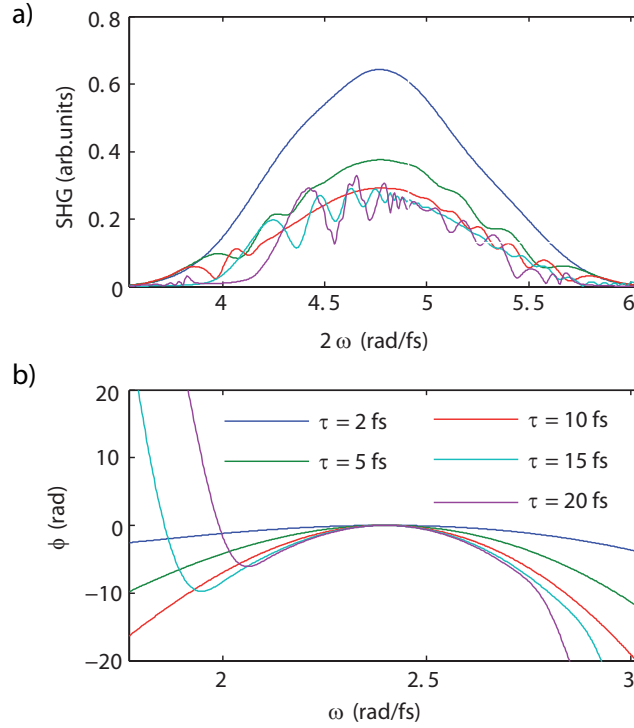 a)
0.8
0.6
0.4
0.2
0
SHG (arb.units)
4 4.5 5 5.5 6
2 ω (rad/fs)
b)
20
10
0
−10
−20
ϕ (rad)
τ = 2 fs τ = 10 fs
τ = 5 fs τ = 15 fs
τ = 20 fs
2 2.5 3
ω (rad/fs)